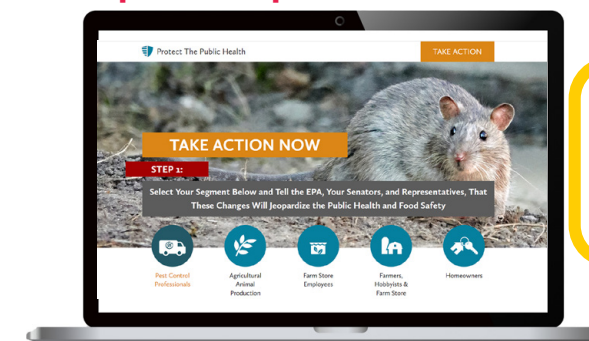 Protect The Public Health
TAKE ACTION
TAKE ACTION NOW
STEP 1:
Select Your Segment Below and Tell the EPA, Your Senators, and Representatives, That
These Changes Will Jeopardize the Public Health and Food Safety
Pest Control
Professionals
Agricultural
Animal
Production
Farm Store
Employees
Farmers,
Hobbyists &
Farm Store
Homeowners